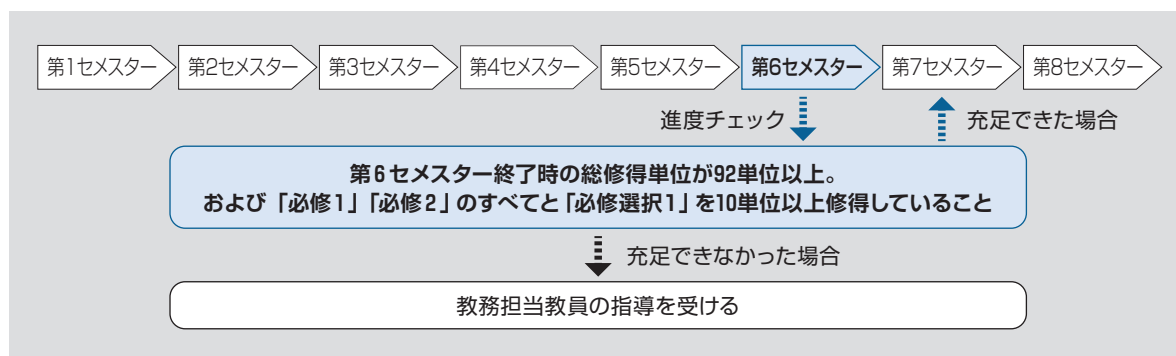 第1セメスター
第2セメスター
第3セメスター
第4セメスター
第5セメスター
第6セメスター
第7セメスター
第8セメスター
進度チェック
充足できた場合
第6セメスター終了時の総修得単位が92単位以上。
および「必修1」「必修2」のすべてと「必修選択1」を10単位以上修得していること
充足できなかった場合
教務担当教員の指導を受ける